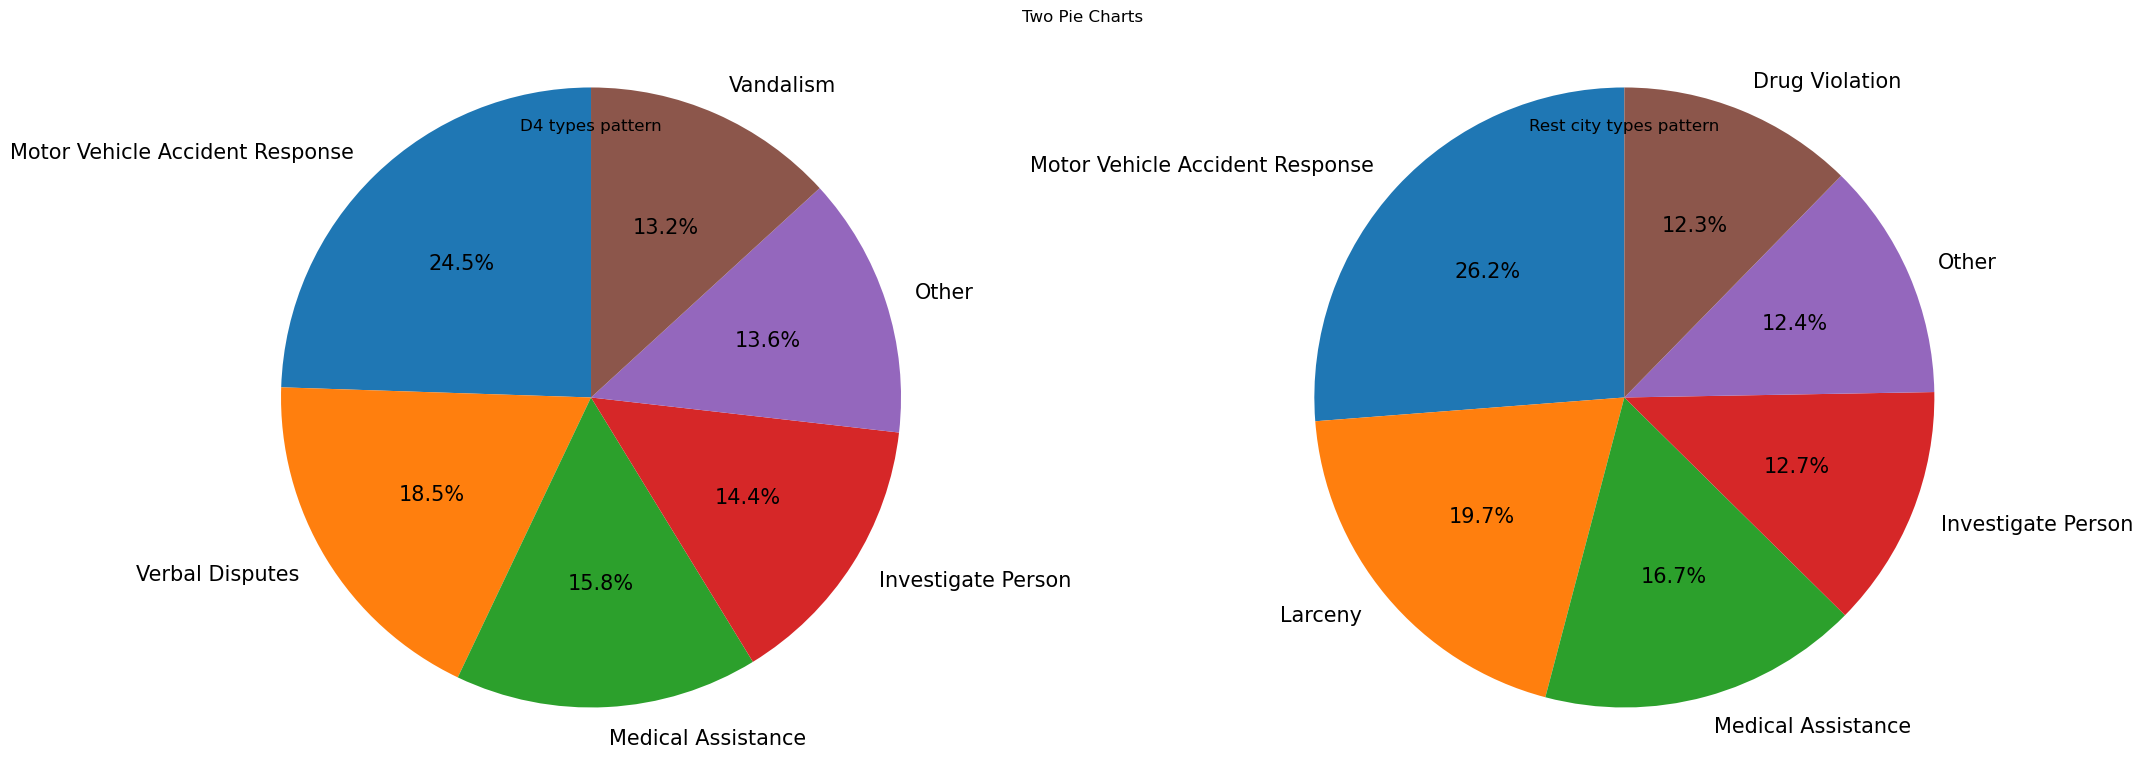 Two Pie Charts
D4 types pattern
Vandalism
Motor Vehicle Accident Response
13.2%
24.5%
Other
13.6%
18.5%
14.4%
Verbal Disputes
15.8%
Investigate Person
Medical Assistance
Rest city types pattern
Drug Violation
Motor Vehicle Accident Response
12.3%
26.2%
Other
12.4%
12.7%
19.7%
Investigate Person
16.7%
Larceny
Medical Assistance